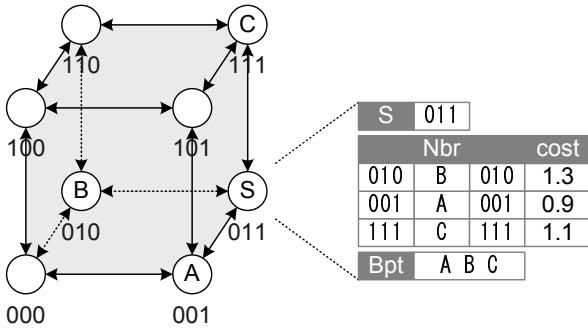 C
110
111
100
101
B
S
010
011
A
000
001
S 011
Nbr cost
010 B 010 1.3
001 A 001 0.9
111 C 111 1.1
Bpt A B C